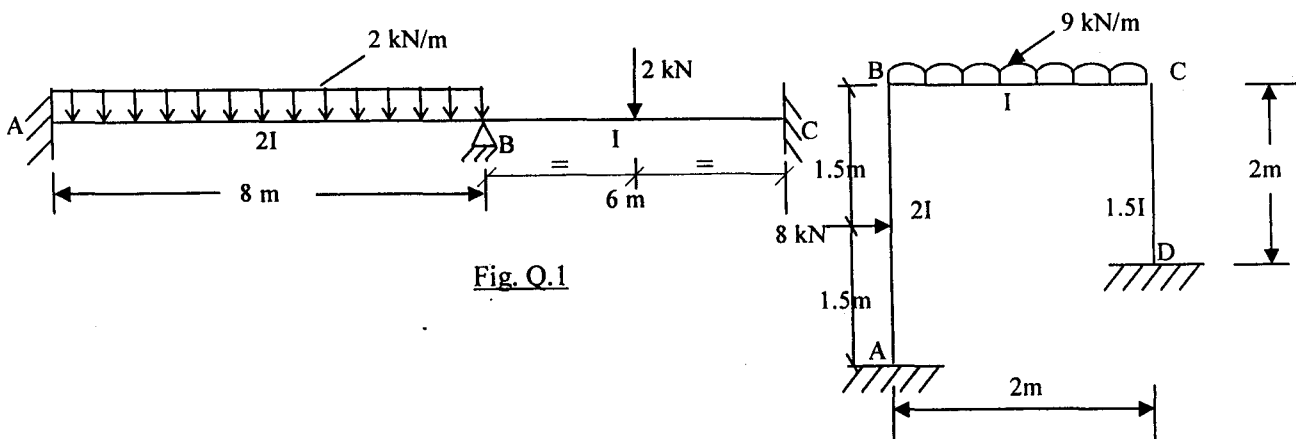 2 kN/m
2 kN
A
2I
B
I
C
8 m
6 m
Fig. Q.1
9 kN/m
B
C
I
1.5m
2I
1.5I
2m
8 kN
D
1.5m
A
2m